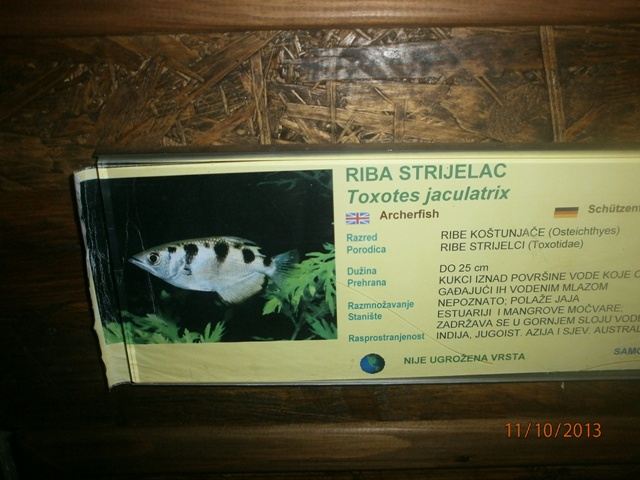 RIBA STRIJELAC
Toxotes jaculatrix
Archerfish
Razred RIBE KOŠTUNJAČE (Osteichthyes)
Porodica RIBE STRIJELCI (Toxotidae)
Dužina DO 25 cm
Prehrana KUKCI IZNAD POVRŠINE VODE KOJE
GAĐAJUĆI IH VODENIM MLAZOM
Razmnožavanje NEPOZNATO; POLAŽE JAJA
Stanište ESTUARIJI I MANGROVE MOČVARE;
ZADRŽAVA SE U GORNJEM SLOJU VODE
Rasprostranjenost INDIJA, JUGOIST. AZIJA I SJEV. AUSTRAL
NIJE UGROŽENA VRSTA
SAMO
11/10/2013